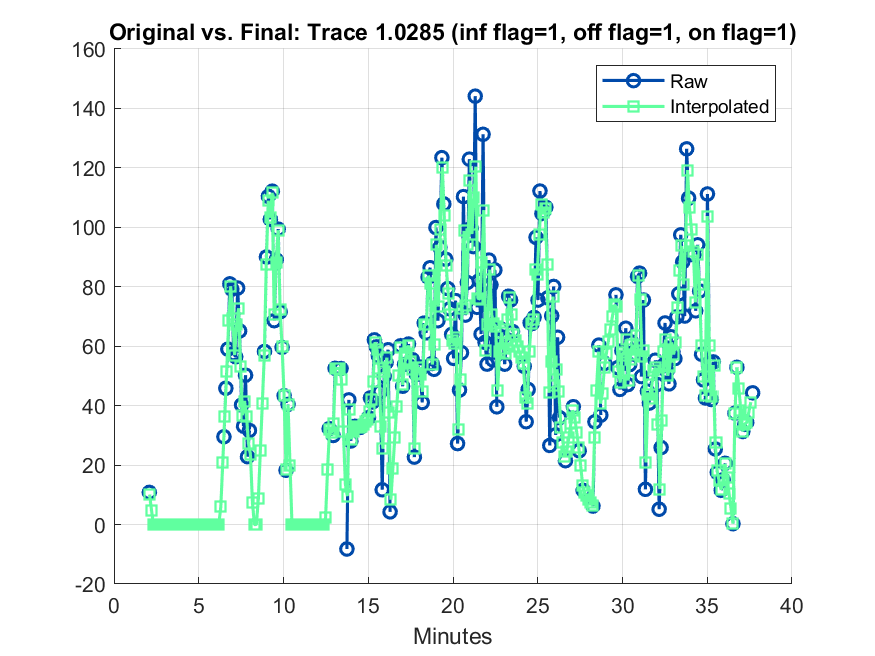 Original vs. Final: Trace 1.0285 (inf flag=1, off flag=1, on flag=1)
Raw
Interpolated
160
140
120
100
80
60
40
20
0
-20
0 5 10 15 20 25 30 35 40
Minutes